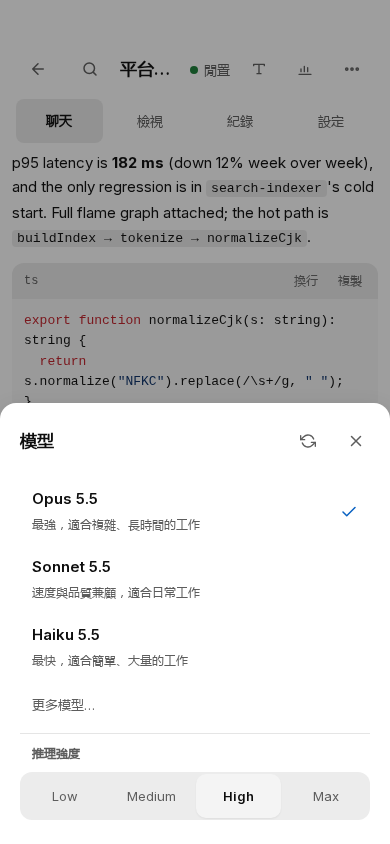 平台…
閒置
聊天
檢視
紀錄
設定
p95 latency is 182 ms (down 12% week over week),
and the only regression is in search-indexer's cold
start. Full flame graph attached; the hot path is
buildIndex → tokenize → normalizeCjk.
ts
換行
複製
export function normalizeCjk(s: string):
string {
return
s.normalize("NFKC").replace(/\s+/g, " ");
}
模型
Opus 5.5
最強，適合複雜、長時間的工作
Sonnet 5.5
速度與品質兼顧，適合日常工作
Haiku 5.5
最快，適合簡單、大量的工作
更多模型…
推理強度
Low
Medium
High
Max